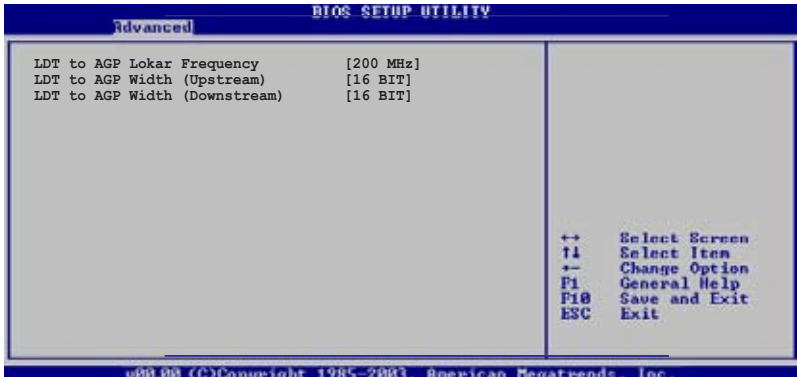 BIOS SETUP UTILITY
Advanced
LDT to AGP Lokar Frequency [200 MHz]
LDT to AGP Width (Upstream) [16 BIT]
LDT to AGP Width (Downstream) [16 BIT]
←→ Select Screen
↑↓ Select Item
+- Change Option
F1 General Help
F10 Save and Exit
ESC Exit
v00.00 (C)Copyright 1985-2003, American Megatrends, Inc.